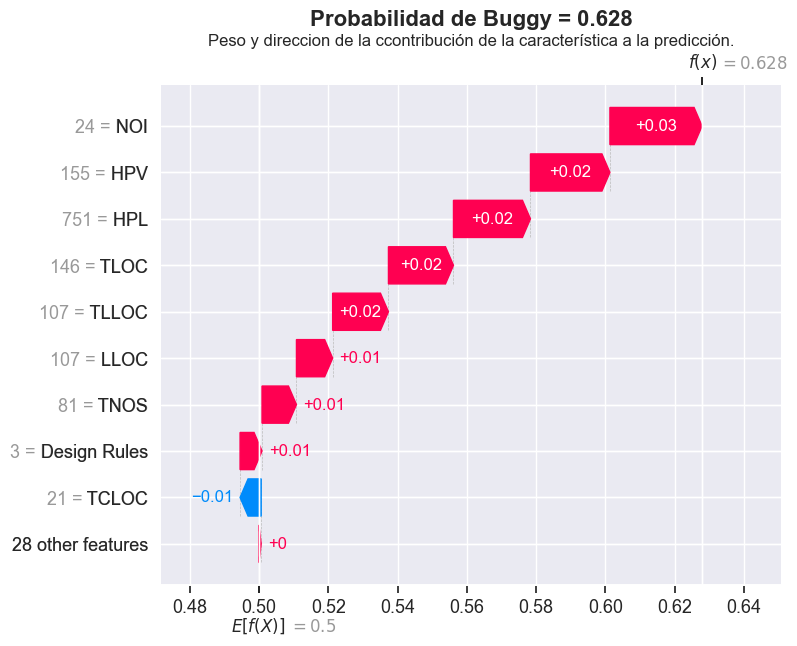 Probabilidad de Buggy = 0.628
Peso y direccion de la ccontribución de la característica a la predicción.
f(x) = 0.628
24 = NOI +0.03
155 = HPV +0.02
751 = HPL +0.02
146 = TLOC +0.02
107 = TLLOC +0.02
107 = LLOC +0.01
81 = TNOS +0.01
3 = Design Rules +0.01
21 = TCLOC −0.01
28 other features +0
0.48 0.50 0.52 0.54 0.56 0.58 0.60 0.62 0.64
E[f(X)] = 0.5